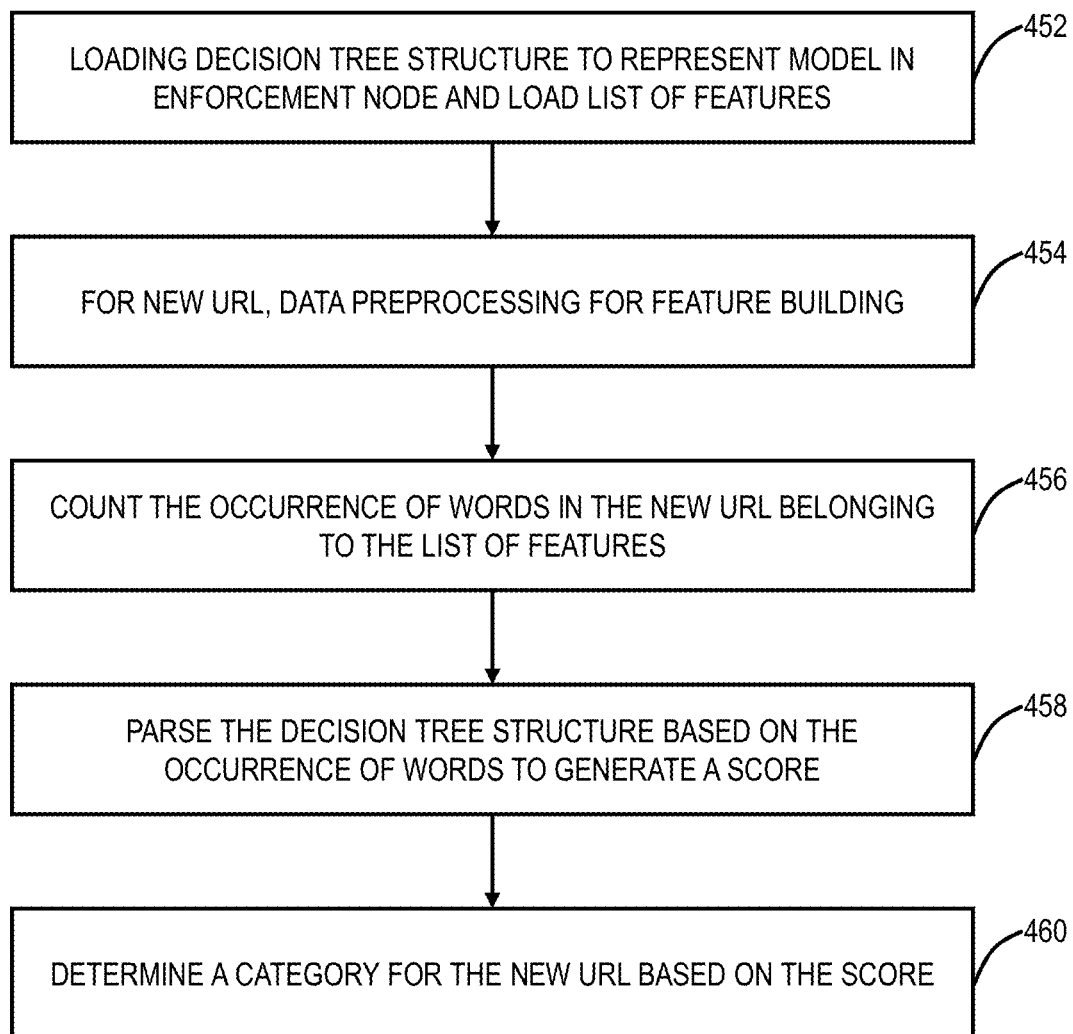 452
LOADING DECISION TREE STRUCTURE TO REPRESENT MODEL IN
ENFORCEMENT NODE AND LOAD LIST OF FEATURES
454
FOR NEW URL, DATA PREPROCESSING FOR FEATURE BUILDING
456
COUNT THE OCCURRENCE OF WORDS IN THE NEW URL BELONGING
TO THE LIST OF FEATURES
458
PARSE THE DECISION TREE STRUCTURE BASED ON THE
OCCURRENCE OF WORDS TO GENERATE A SCORE
460
DETERMINE A CATEGORY FOR THE NEW URL BASED ON THE SCORE